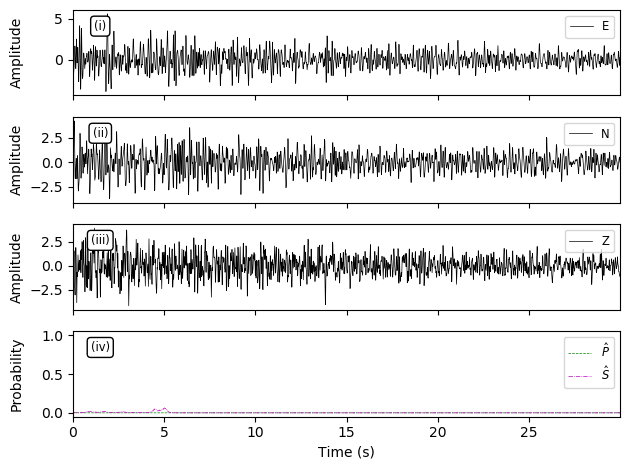 Amplitude
5
0
(i)
E
Amplitude
2.5
0.0
−2.5
(ii)
N
Amplitude
2.5
0.0
−2.5
(iii)
Z
Probability
1.0
0.5
0.0
(iv)
P̂
Ŝ
0 5 10 15 20 25
Time (s)